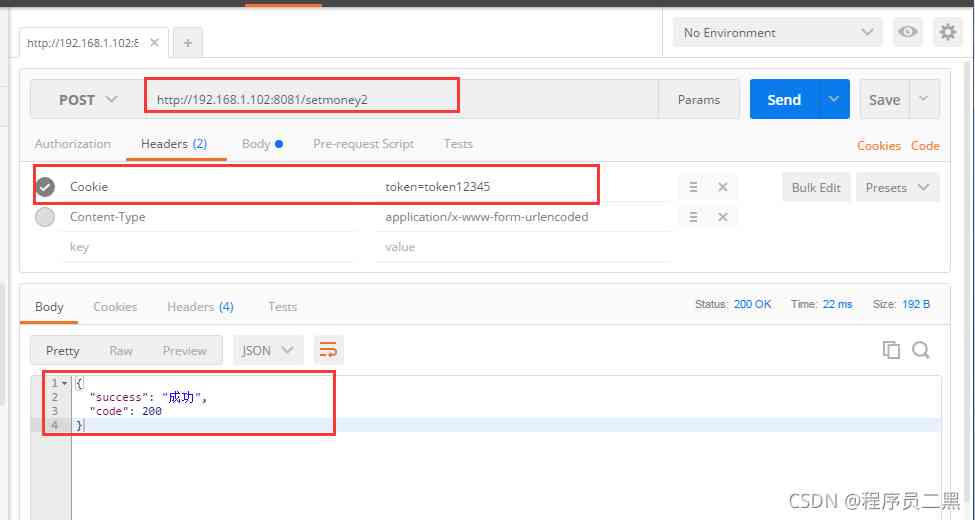 http://192.168.1.102:8 ✕ +
No Environment
POST http://192.168.1.102:8081/setmoney2 Params Send Save
Authorization Headers (2) Body Pre-request Script Tests Cookies Code
Cookie token=token12345 Bulk Edit Presets
Content-Type application/x-www-form-urlencoded
key value
Body Cookies Headers (4) Tests Status: 200 OK Time: 22 ms Size: 192 B
Pretty Raw Preview JSON
1 {
2 "success": "成功",
3 "code": 200
4 }
CSDN @程序员二黑